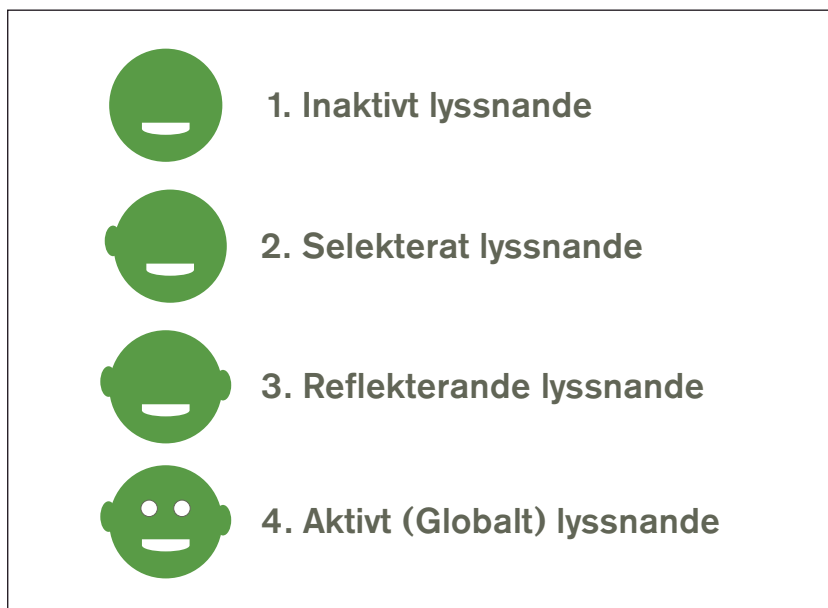 1. Inaktivt lyssnande
2. Selekterat lyssnande
3. Reflekterande lyssnande
4. Aktivt (Globalt) lyssnande